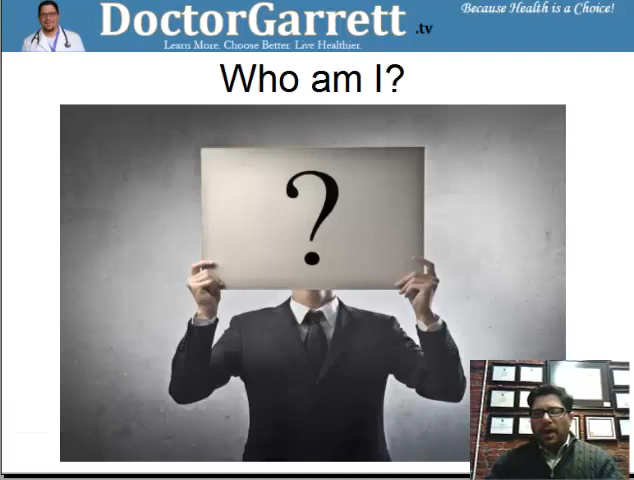 DoctorGarrett.tv
Because Health is a Choice!
Learn More. Choose Better. Live Healthier.
Who am I?
?